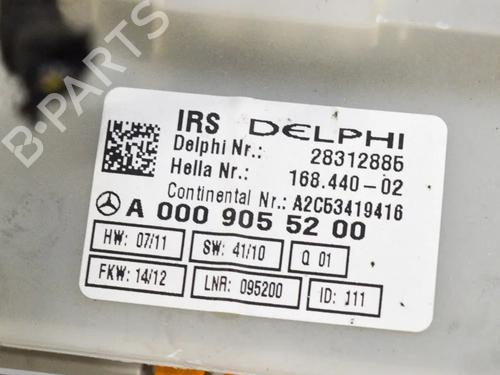 B-PARTS
IRS DELPHI
Delphi Nr.: 28312885
Hella Nr.: 168.440-02
Continental Nr.: A2C53419416
A 000 905 52 00
HW: 07/11 SW: 41/10 Q 01
FKW: 14/12 LNR: 095200 ID: 111